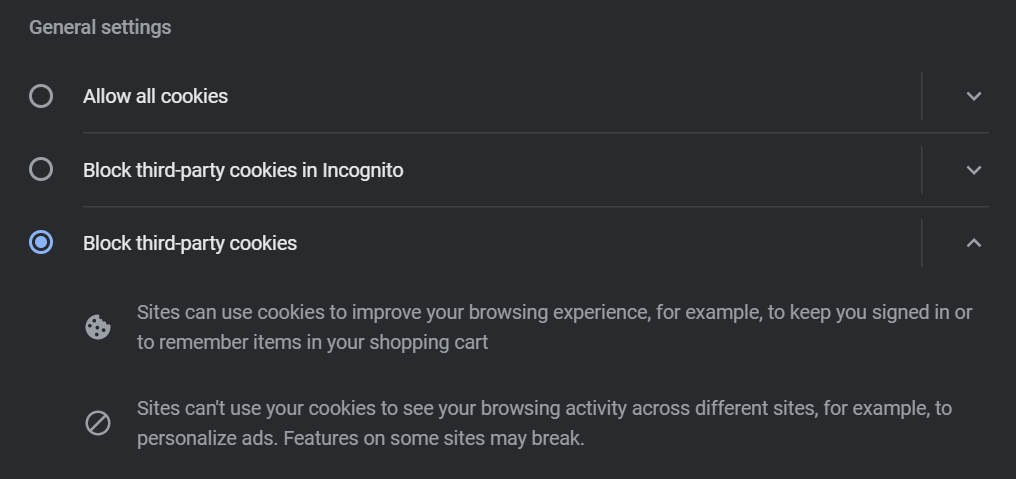 General settings
Allow all cookies
Block third-party cookies in Incognito
Block third-party cookies
Sites can use cookies to improve your browsing experience, for example, to keep you signed in or
to remember items in your shopping cart
Sites can't use your cookies to see your browsing activity across different sites, for example, to
personalize ads. Features on some sites may break.